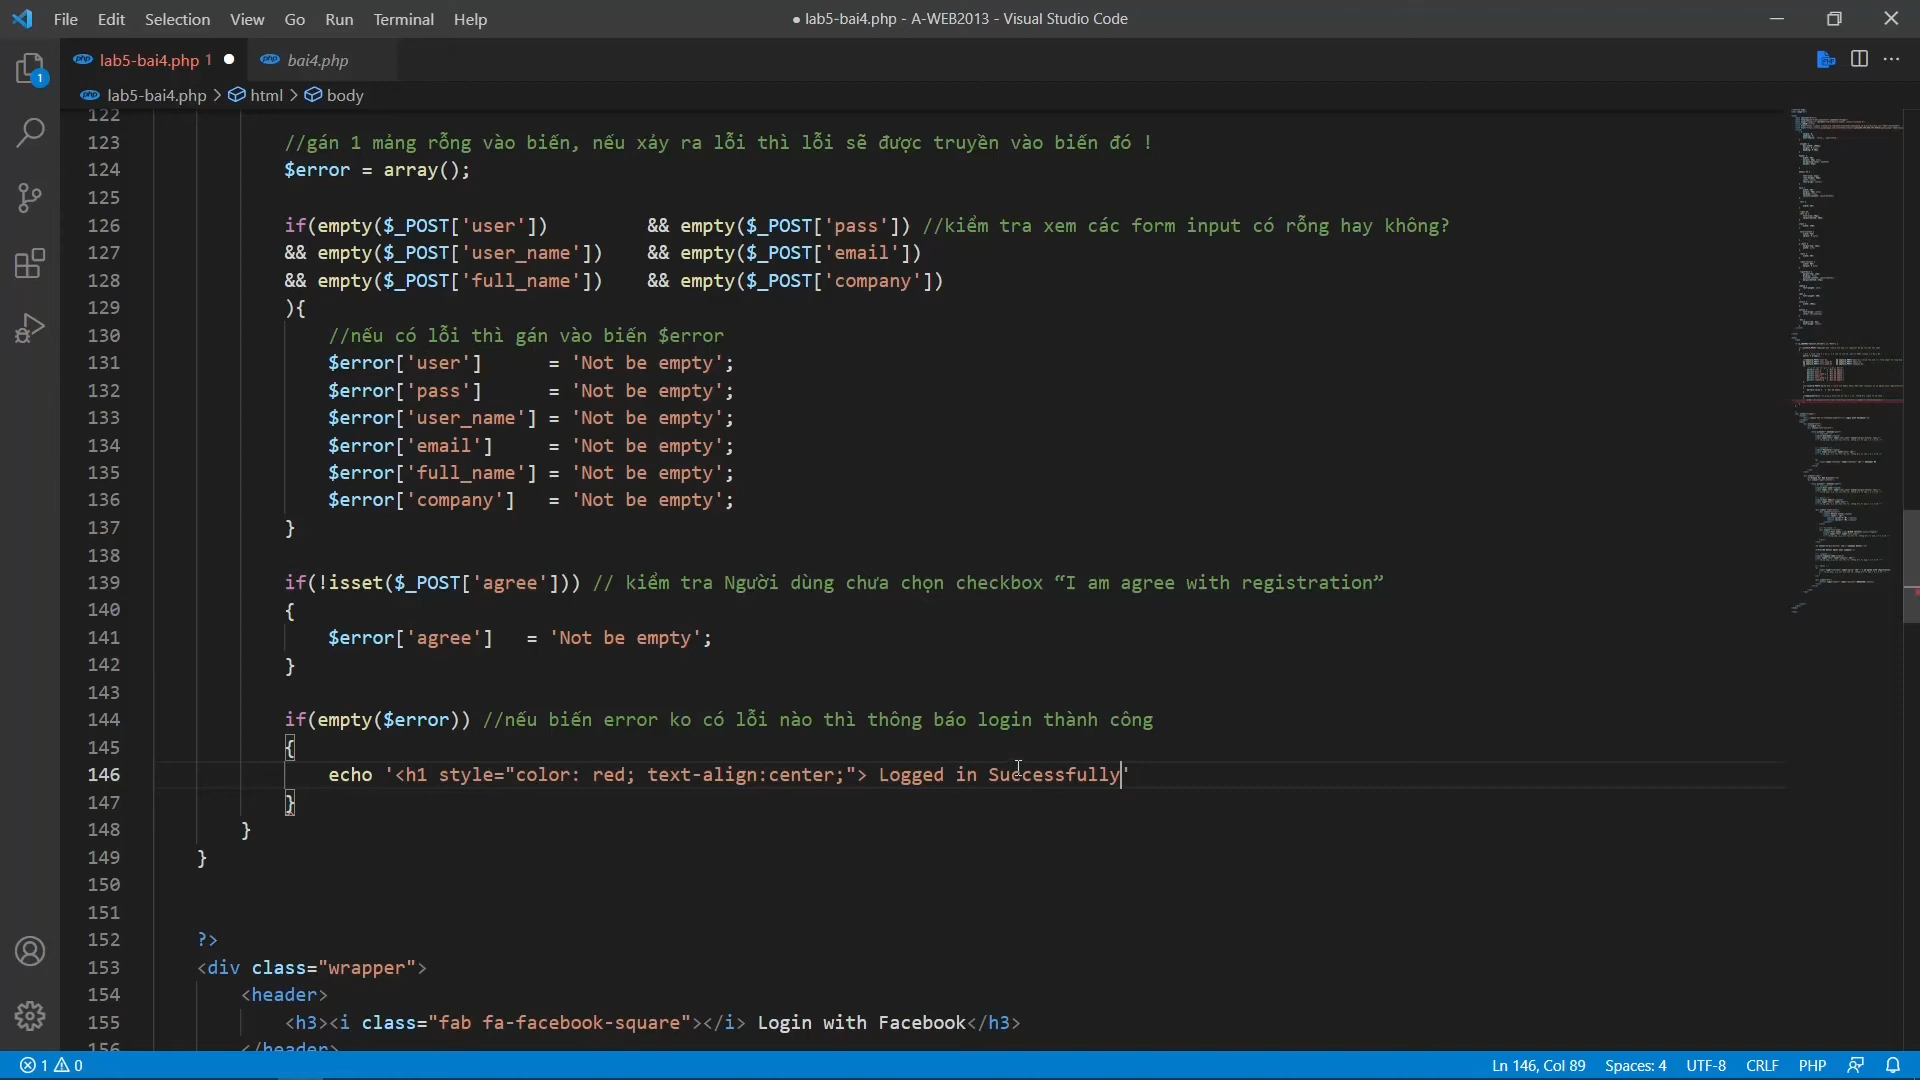 File Edit Selection View Go Run Terminal Help
● lab5-bai4.php - A-WEB2013 - Visual Studio Code
lab5-bai4.php 1 ●
bai4.php
lab5-bai4.php > html > body
1
122
123 //gán 1 mảng rỗng vào biến, nếu xảy ra lỗi thì lỗi sẽ được truyền vào biến đó !
124 $error = array();
125
126 if(empty($_POST['user']) && empty($_POST['pass']) //kiểm tra xem các form input có rỗng hay không?
127 && empty($_POST['user_name']) && empty($_POST['email'])
128 && empty($_POST['full_name']) && empty($_POST['company'])
129 ){
130 //nếu có lỗi thì gán vào biến $error
131 $error['user'] = 'Not be empty';
132 $error['pass'] = 'Not be empty';
133 $error['user_name'] = 'Not be empty';
134 $error['email'] = 'Not be empty';
135 $error['full_name'] = 'Not be empty';
136 $error['company'] = 'Not be empty';
137 }
138
139 if(!isset($_POST['agree'])) // kiểm tra Người dùng chưa chọn checkbox “I am agree with registration”
140 {
141 $error['agree'] = 'Not be empty';
142 }
143
144 if(empty($error)) //nếu biến error ko có lỗi nào thì thông báo login thành công
145 {
146 echo '<h1 style="color: red; text-align:center;"> Logged in Successfully'
147 }
148 }
149 }
150
151
152 ?>
153 <div class="wrapper">
154 <header>
155 <h3><i class="fab fa-facebook-square"></i> Login with Facebook</h3>
156 </header>
1 0
Ln 146, Col 89 Spaces: 4 UTF-8 CRLF PHP